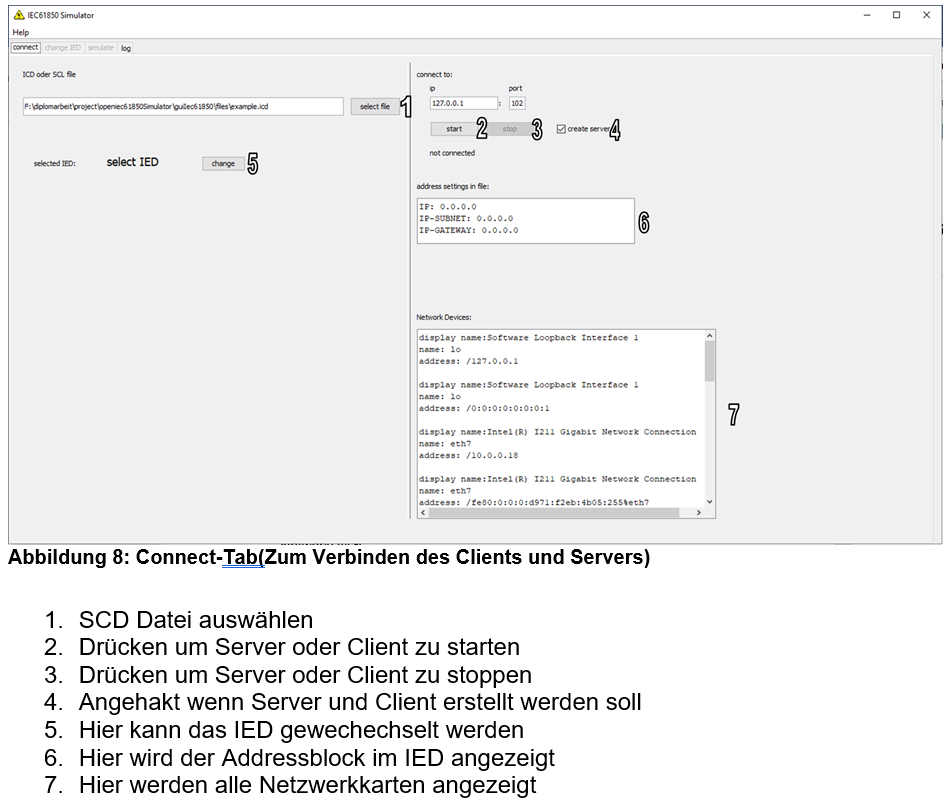 IEC61850 Simulator
Help
connect change IED simulate log
ICD oder SCL file
F:\diplomarbeit\project\openiec61850Simulator\guiIec61850\files\example.icd select file 1
selected IED: select IED change 5
connect to:
ip port
127.0.0.1 : 102
start 2 stop 3 create server 4
not connected
address settings in file:
IP: 0.0.0.0
IP-SUBNET: 0.0.0.0
IP-GATEWAY: 0.0.0.0
6
Network Devices:
display name:Software Loopback Interface 1
name: lo
address: /127.0.0.1
display name:Software Loopback Interface 1
name: lo
address: /0:0:0:0:0:0:0:1
display name:Intel(R) I211 Gigabit Network Connection
name: eth7
address: /10.0.0.18
display name:Intel(R) I211 Gigabit Network Connection
name: eth7
address: /fe80:0:0:0:d971:f2eb:4b05:255%eth7
7
Abbildung 8: Connect-Tab(Zum Verbinden des Clients und Servers)
1. SCD Datei auswählen
2. Drücken um Server oder Client zu starten
3. Drücken um Server oder Client zu stoppen
4. Angehakt wenn Server und Client erstellt werden soll
5. Hier kann das IED gewechechselt werden
6. Hier wird der Addressblock im IED angezeigt
7. Hier werden alle Netzwerkkarten angezeigt